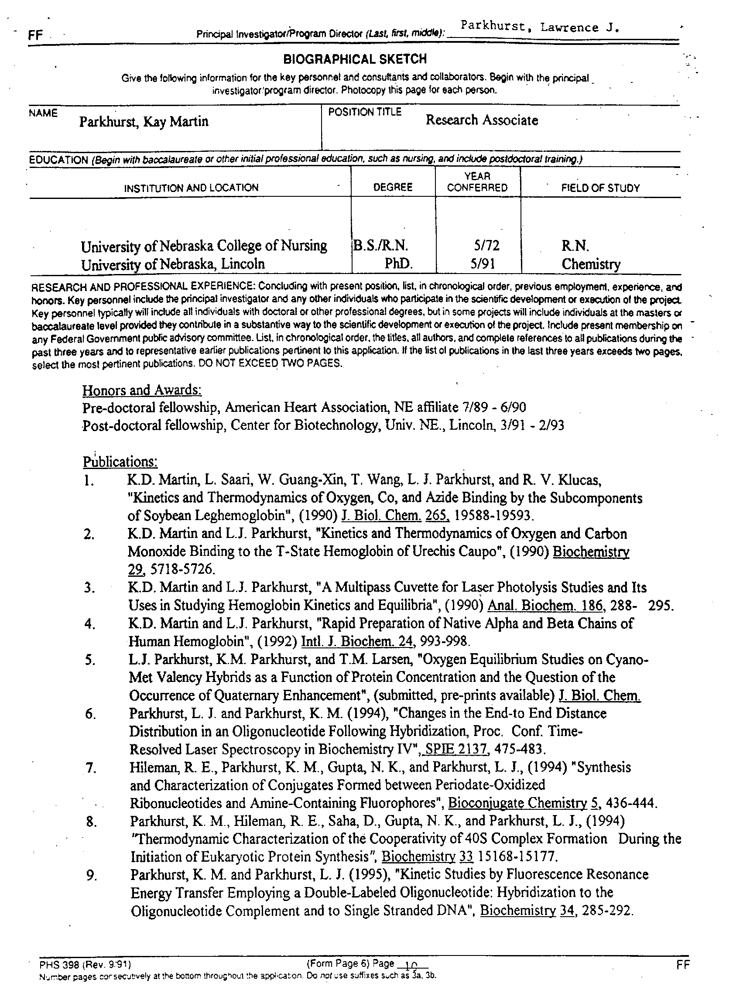 FF Principal Investigator/Program Director (Last, first, middle): Parkhurst, Lawrence J.
BIOGRAPHICAL SKETCH
Give the following information for the key personnel and consultants and collaborators. Begin with the principal
investigator/program director. Photocopy this page for each person.
NAME POSITION TITLE
Parkhurst, Kay Martin Research Associate
EDUCATION (Begin with baccalaureate or other initial professional education, such as nursing, and include postdoctoral training.)
INSTITUTION AND LOCATION DEGREE YEAR CONFERRED FIELD OF STUDY
University of Nebraska College of Nursing B.S./R.N. 5/72 R.N.
University of Nebraska, Lincoln PhD. 5/91 Chemistry
RESEARCH AND PROFESSIONAL EXPERIENCE: Concluding with present position, list, in chronological order, previous employment, experience, and
honors. Key personnel include the principal investigator and any other individuals who participate in the scientific development or execution of the project.
Key personnel typically will include all individuals with doctoral or other professional degrees, but in some projects will include individuals at the masters or
baccalaureate level provided they contribute in a substantive way to the scientific development or execution of the project. Include present membership on
any Federal Government public advisory committee. List, in chronological order, the titles, all authors, and complete references to all publications during the
past three years and to representative earlier publications pertinent to this application. If the list of publications in the last three years exceeds two pages,
select the most pertinent publications. DO NOT EXCEED TWO PAGES.
Honors and Awards:
Pre-doctoral fellowship, American Heart Association, NE affiliate 7/89 - 6/90
Post-doctoral fellowship, Center for Biotechnology, Univ. NE., Lincoln, 3/91 - 2/93
Publications:
1. K.D. Martin, L. Saari, W. Guang-Xin, T. Wang, L. J. Parkhurst, and R. V. Klucas,
"Kinetics and Thermodynamics of Oxygen, Co, and Azide Binding by the Subcomponents
of Soybean Leghemoglobin", (1990) J. Biol. Chem. 265, 19588-19593.
2. K.D. Martin and L.J. Parkhurst, "Kinetics and Thermodynamics of Oxygen and Carbon
Monoxide Binding to the T-State Hemoglobin of Urechis Caupo", (1990) Biochemistry
29, 5718-5726.
3. K.D. Martin and L.J. Parkhurst, "A Multipass Cuvette for Laser Photolysis Studies and Its
Uses in Studying Hemoglobin Kinetics and Equilibria", (1990) Anal. Biochem. 186, 288- 295.
4. K.D. Martin and L.J. Parkhurst, "Rapid Preparation of Native Alpha and Beta Chains of
Human Hemoglobin", (1992) Intl. J. Biochem. 24, 993-998.
5. L.J. Parkhurst, K.M. Parkhurst, and T.M. Larsen, "Oxygen Equilibrium Studies on Cyano-
Met Valency Hybrids as a Function of Protein Concentration and the Question of the
Occurrence of Quaternary Enhancement", (submitted, pre-prints available) J. Biol. Chem.
6. Parkhurst, L. J. and Parkhurst, K. M. (1994), "Changes in the End-to End Distance
Distribution in an Oligonucleotide Following Hybridization, Proc. Conf. Time-
Resolved Laser Spectroscopy in Biochemistry IV", SPIE 2137, 475-483.
7. Hileman, R. E., Parkhurst, K. M., Gupta, N. K., and Parkhurst, L. J., (1994) "Synthesis
and Characterization of Conjugates Formed between Periodate-Oxidized
Ribonucleotides and Amine-Containing Fluorophores", Bioconjugate Chemistry 5, 436-444.
8. Parkhurst, K. M., Hileman, R. E., Saha, D., Gupta, N. K., and Parkhurst, L. J., (1994)
"Thermodynamic Characterization of the Cooperativity of 40S Complex Formation During the
Initiation of Eukaryotic Protein Synthesis", Biochemistry 33 15168-15177.
9. Parkhurst, K. M. and Parkhurst, L. J. (1995), "Kinetic Studies by Fluorescence Resonance
Energy Transfer Employing a Double-Labeled Oligonucleotide: Hybridization to the
Oligonucleotide Complement and to Single Stranded DNA", Biochemistry 34, 285-292.
PHS 398 (Rev. 9/91) (Form Page 6) Page 10 FF
Number pages consecutively at the bottom throughout the application. Do not use suffixes such as 3a, 3b.